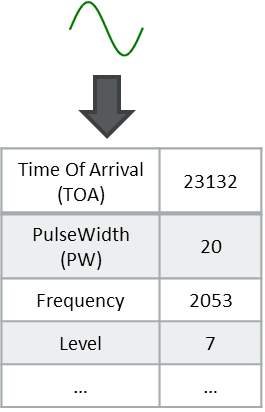 Time Of Arrival
(TOA)
23132
PulseWidth
(PW)
20
Frequency
2053
Level
7
...
...